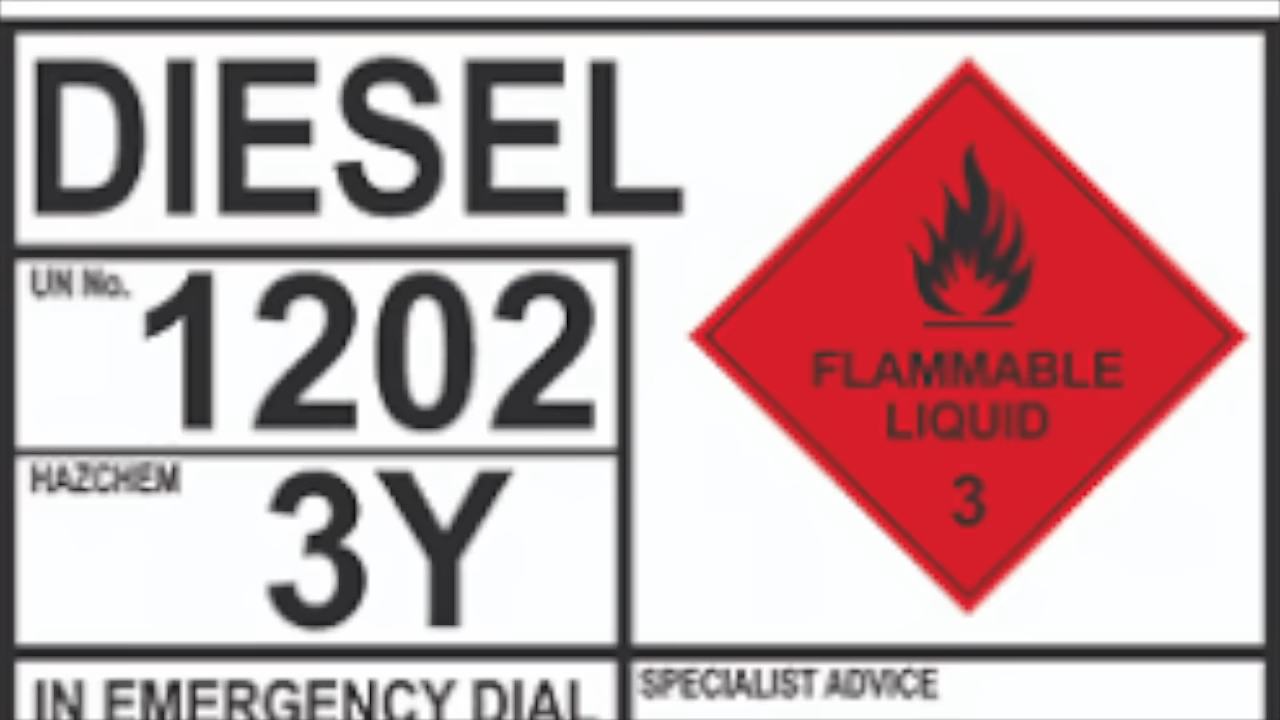 DIESEL
UN No.
1202
HAZCHEM
3Y
FLAMMABLE
LIQUID
3
IN EMERGENCY DIAL
SPECIALIST ADVICE